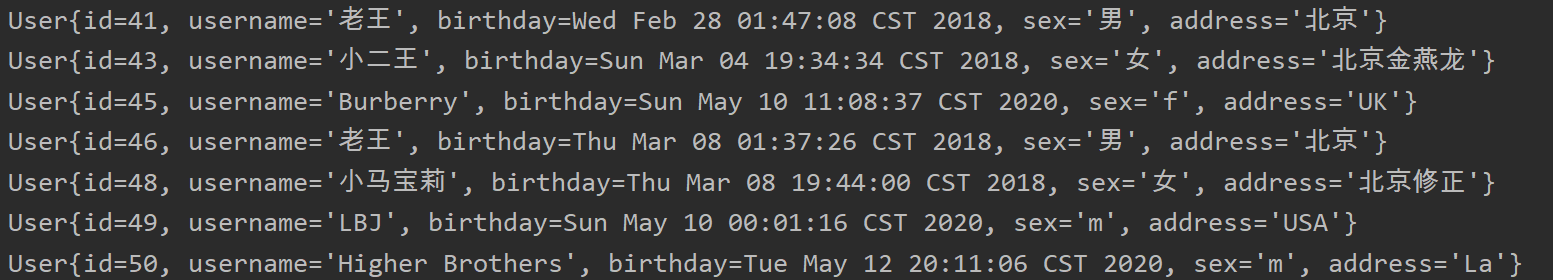 User{id=41, username='老王', birthday=Wed Feb 28 01:47:08 CST 2018, sex='男', address='北京'}
User{id=43, username='小二王', birthday=Sun Mar 04 19:34:34 CST 2018, sex='女', address='北京金燕龙'}
User{id=45, username='Burberry', birthday=Sun May 10 11:08:37 CST 2020, sex='f', address='UK'}
User{id=46, username='老王', birthday=Thu Mar 08 01:37:26 CST 2018, sex='男', address='北京'}
User{id=48, username='小马宝莉', birthday=Thu Mar 08 19:44:00 CST 2018, sex='女', address='北京修正'}
User{id=49, username='LBJ', birthday=Sun May 10 00:01:16 CST 2020, sex='m', address='USA'}
User{id=50, username='Higher Brothers', birthday=Tue May 12 20:11:06 CST 2020, sex='m', address='La'}